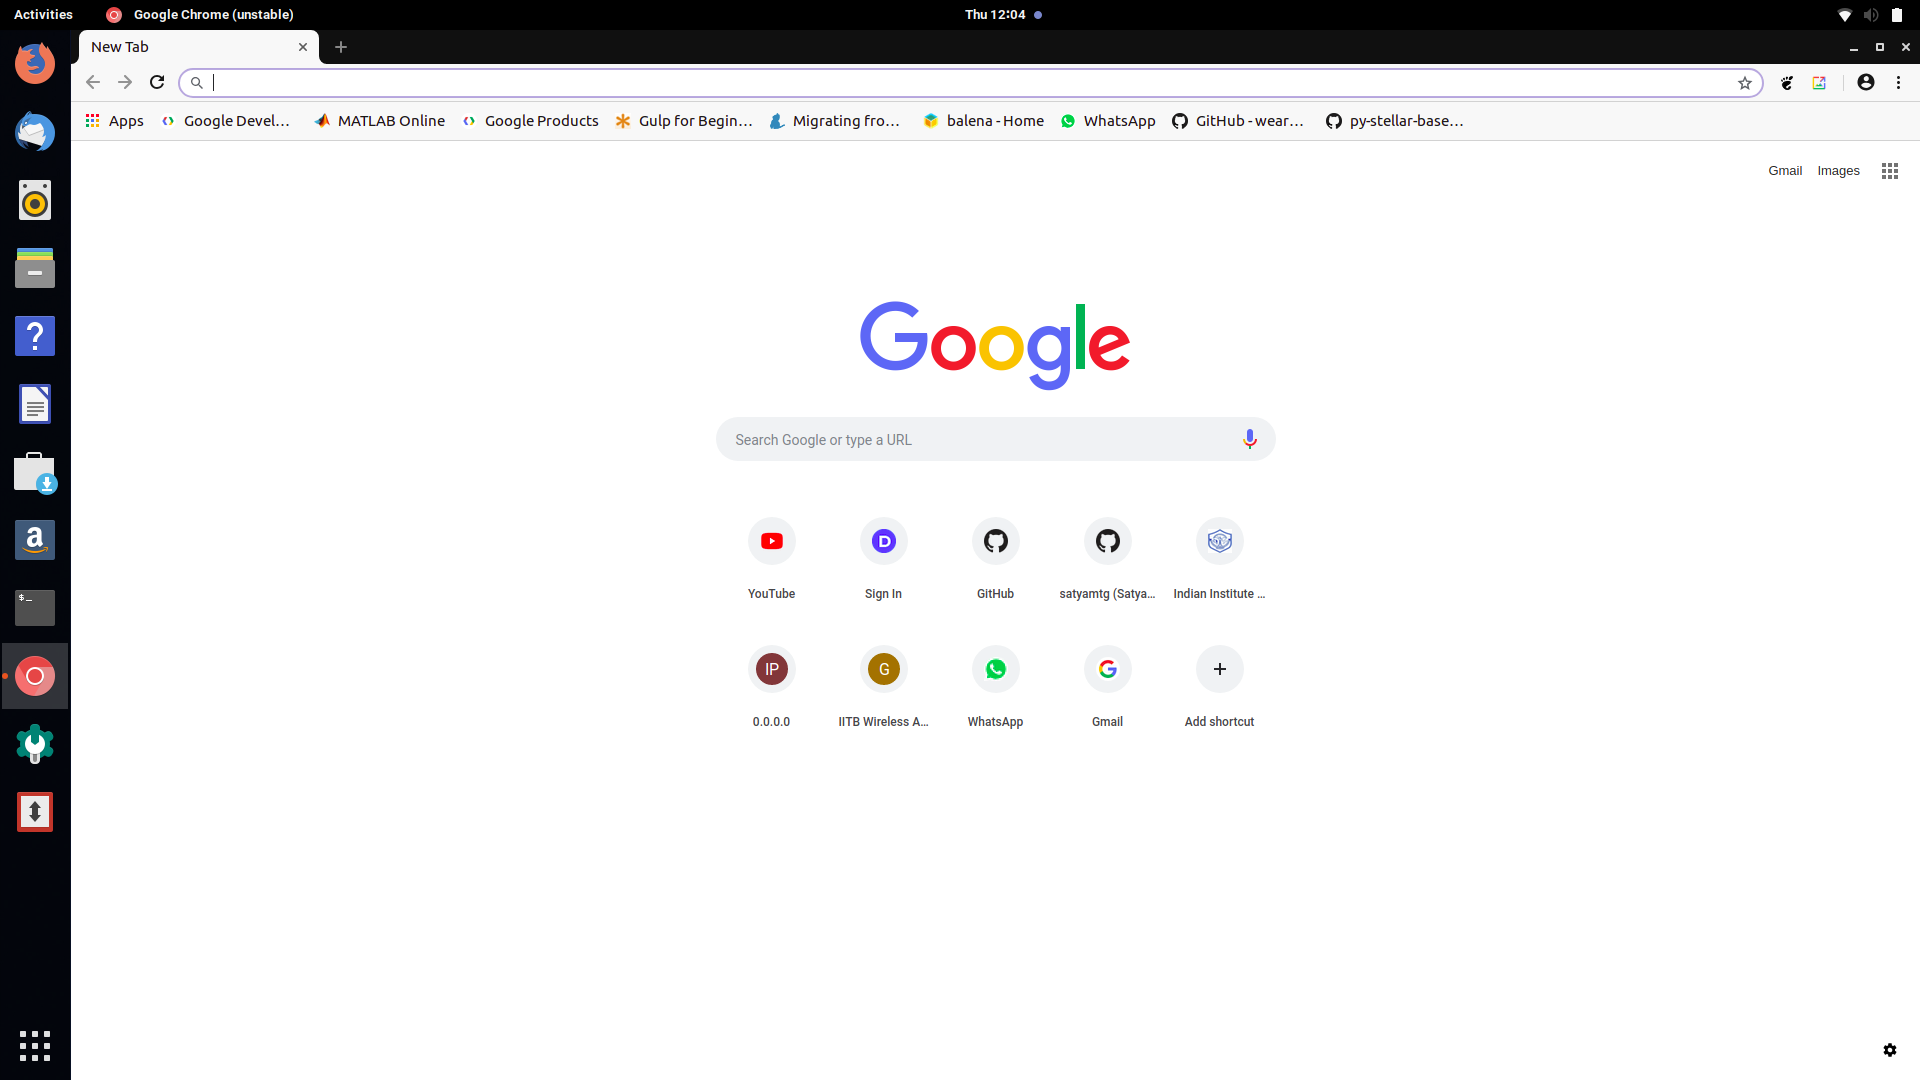 Activities Google Chrome (unstable) Thu 12:04
New Tab
Apps Google Devel... MATLAB Online Google Products Gulp for Begin... Migrating fro... balena - Home WhatsApp GitHub - wear... py-stellar-base...
Gmail Images
Google
Search Google or type a URL
YouTube Sign In GitHub satyamtg (Satya... Indian Institute ...
IP G
0.0.0.0 IITB Wireless A... WhatsApp Gmail Add shortcut